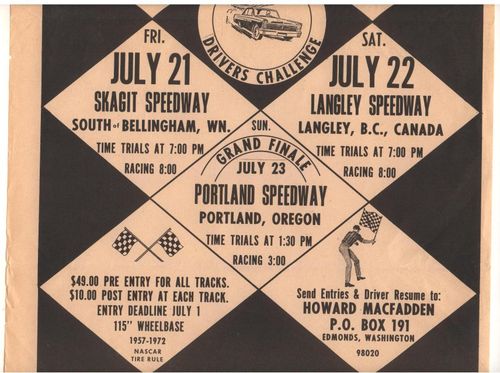 DRIVERS CHALLENGE
FRI.
JULY 21
SKAGIT SPEEDWAY
SOUTH of BELLINGHAM, WN.
TIME TRIALS AT 7:00 PM
RACING 8:00
SAT.
JULY 22
LANGLEY SPEEDWAY
LANGLEY, B.C., CANADA
TIME TRIALS AT 7:00 PM
RACING 8:00
SUN.
GRAND FINALE
JULY 23
PORTLAND SPEEDWAY
PORTLAND, OREGON
TIME TRIALS AT 1:30 PM
RACING 3:00
$49.00 PRE ENTRY FOR ALL TRACKS.
$10.00 POST ENTRY AT EACH TRACK.
ENTRY DEADLINE JULY 1
115" WHEELBASE
1957-1972
NASCAR
TIRE RULE
Send Entries & Driver Resume to:
HOWARD MACFADDEN
P.O. BOX 191
EDMONDS, WASHINGTON
98020